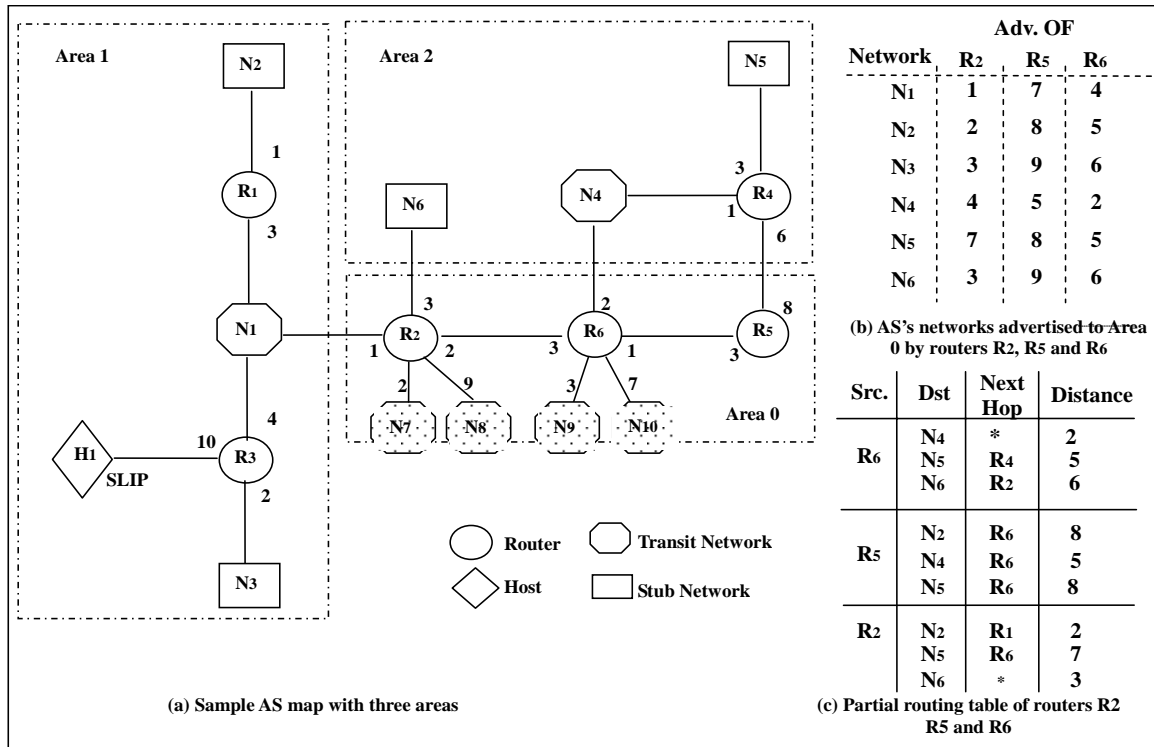 Area 1
N2
1
R1
3
N1
4
10
H1
SLIP
R3
2
N3
Area 2
N5
3
N4
R4
1
6
N6
3
2
8
R2
R6
R5
1
2
3
1
3
2
9
3
7
N7
N8
N9
N10
Area 0
Router
Transit Network
Host
Stub Network
(a) Sample AS map with three areas
Adv. OF
Network R2 R5 R6
N1 1 7 4
N2 2 8 5
N3 3 9 6
N4 4 5 2
N5 7 8 5
N6 3 9 6
(b) AS's networks advertised to Area
0 by routers R2, R5 and R6
Src. Dst Next Hop Distance
R6 N4 * 2
N5 R4 5
N6 R2 6
R5 N2 R6 8
N4 R6 5
N5 R6 8
R2 N2 R1 2
N5 R6 7
N6 * 3
(c) Partial routing table of routers R2
R5 and R6